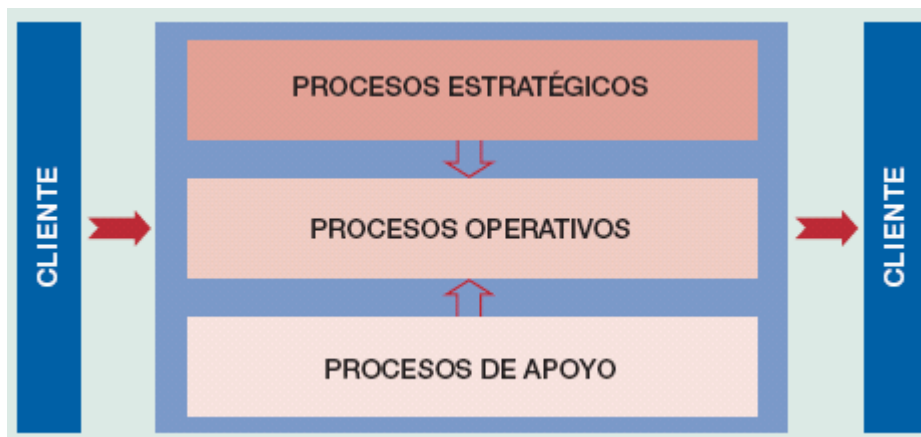 CLIENTE
PROCESOS ESTRATÉGICOS
PROCESOS OPERATIVOS
PROCESOS DE APOYO
CLIENTE